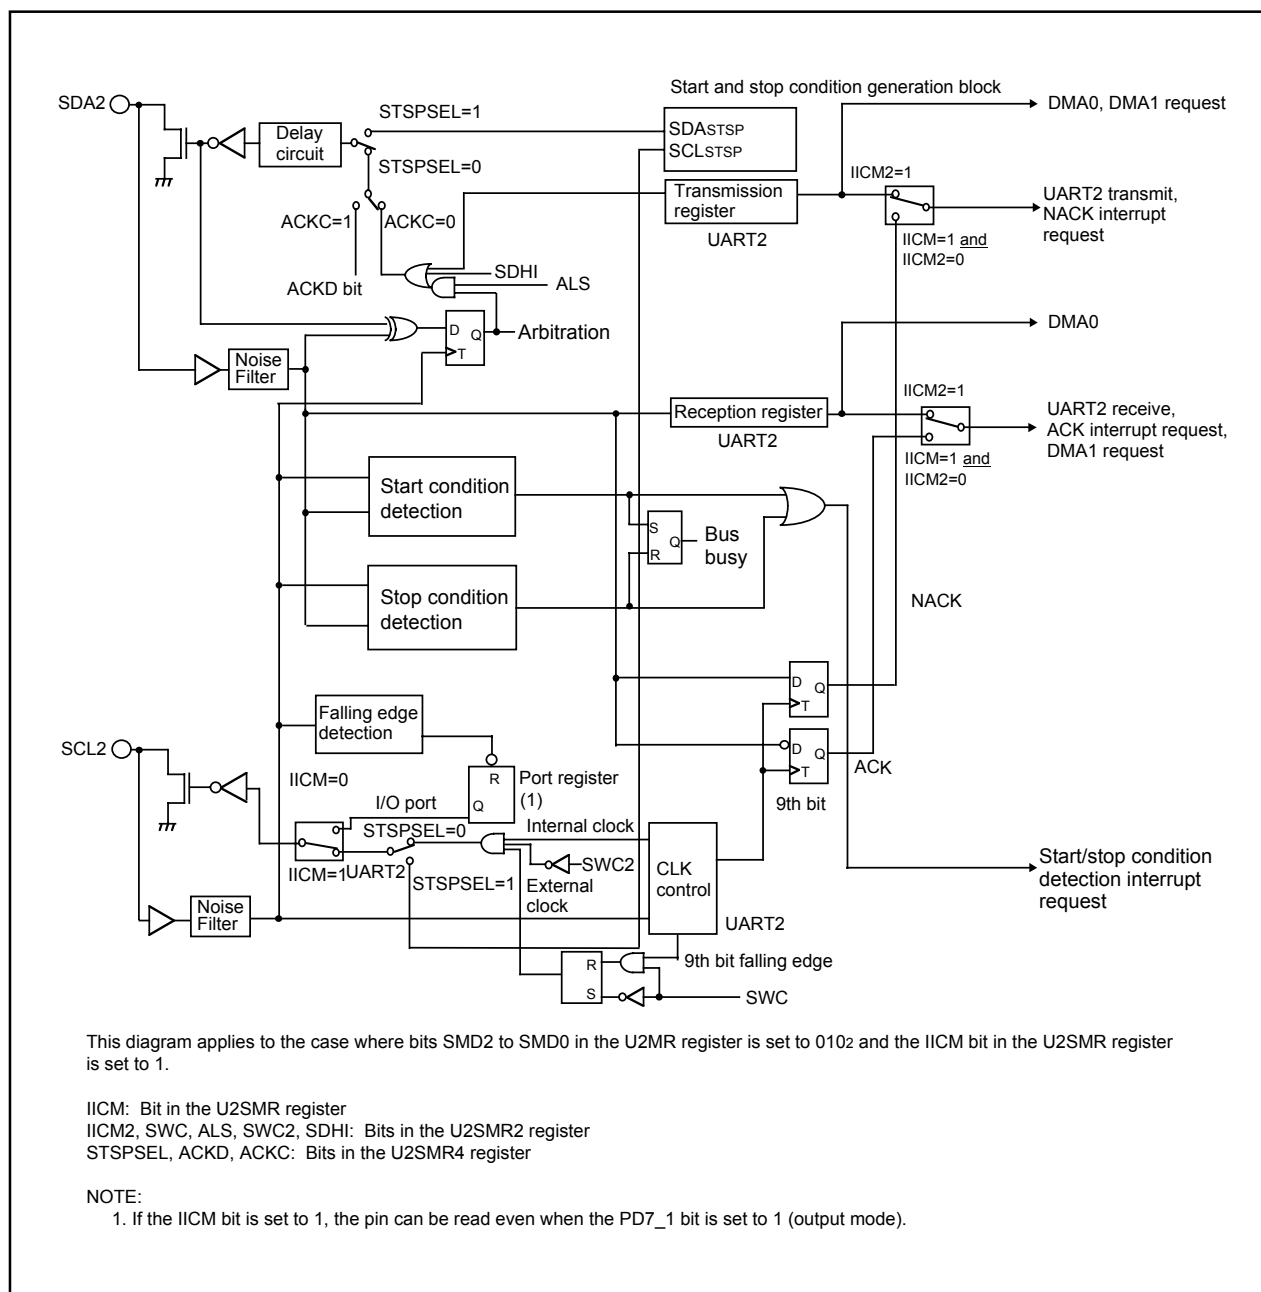 Start and stop condition generation block
SDA2
STSPSEL=1
DMA0, DMA1 request
Delay
circuit
SDASTSP
SCLSTSP
STSPSEL=0
IICM2=1
Transmission
register
UART2 transmit,
NACK interrupt
request
ACKC=1
ACKC=0
UART2
IICM=1 and
IICM2=0
SDHI
ALS
ACKD bit
D
Q
T
Arbitration
DMA0
Noise
Filter
IICM2=1
Reception register
UART2
UART2 receive,
ACK interrupt request,
DMA1 request
IICM=1 and
IICM2=0
Start condition
detection
S
Q
R
Bus
busy
Stop condition
detection
NACK
D
Q
T
Falling edge
detection
SCL2
D
Q
T
ACK
9th bit
IICM=0
R
Q
Port register
(1)
I/O port
STSPSEL=0
Internal clock
IICM=1
UART2
STSPSEL=1
SWC2
External
clock
CLK
control
UART2
Start/stop condition
detection interrupt
request
Noise
Filter
9th bit falling edge
R
S
SWC
This diagram applies to the case where bits SMD2 to SMD0 in the U2MR register is set to 0102 and the IICM bit in the U2SMR register
is set to 1.
IICM: Bit in the U2SMR register
IICM2, SWC, ALS, SWC2, SDHI: Bits in the U2SMR2 register
STSPSEL, ACKD, ACKC: Bits in the U2SMR4 register
NOTE:
1. If the IICM bit is set to 1, the pin can be read even when the PD7_1 bit is set to 1 (output mode).